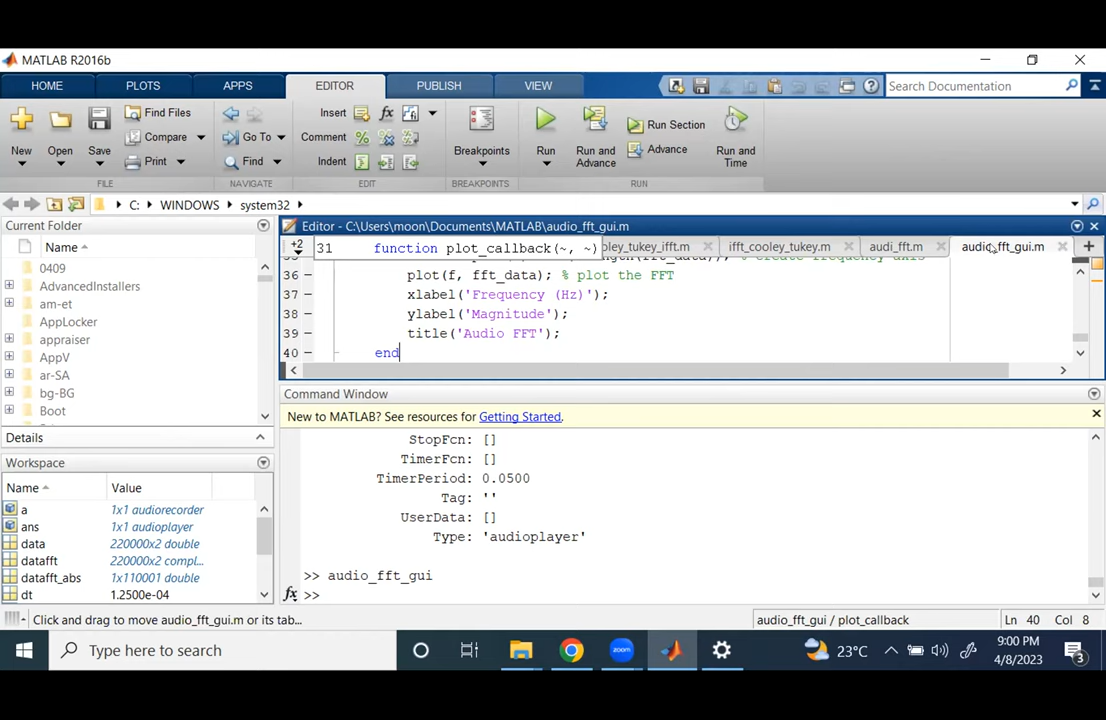 MATLAB R2016b
HOME PLOTS APPS EDITOR PUBLISH VIEW Search Documentation
New Open Save Find Files Compare Print
Go To Find
Insert Comment Indent
Breakpoints
Run Run and Advance Run Section Advance Run and Time
FILE NAVIGATE EDIT BREAKPOINTS RUN
C: WINDOWS system32
Current Folder
Name
0409
AdvancedInstallers
am-et
AppLocker
appraiser
AppV
ar-SA
bg-BG
Boot
Details
Workspace
Name Value
a 1x1 audiorecorder
ans 1x1 audioplayer
data 220000x2 double
datafft 220000x2 compl...
datafft_abs 1x110001 double
dt 1.2500e-04
Editor - C:\Users\moon\Documents\MATLAB\audio_fft_gui.m
+2 31 function plot_callback(~, ~) oley_tukey_ifft.m ifft_cooley_tukey.m audi_fft.m audio_fft_gui.m
36 plot(f, fft_data); % plot the FFT
37 xlabel('Frequency (Hz)');
38 ylabel('Magnitude');
39 title('Audio FFT');
40 end
Command Window
New to MATLAB? See resources for Getting Started.
StopFcn: []
TimerFcn: []
TimerPeriod: 0.0500
Tag: ''
UserData: []
Type: 'audioplayer'
>> audio_fft_gui
fx >>
Click and drag to move audio_fft_gui.m or its tab... audio_fft_gui / plot_callback Ln 40 Col 8
Type here to search zoom 23°C 9:00 PM
4/8/2023 3